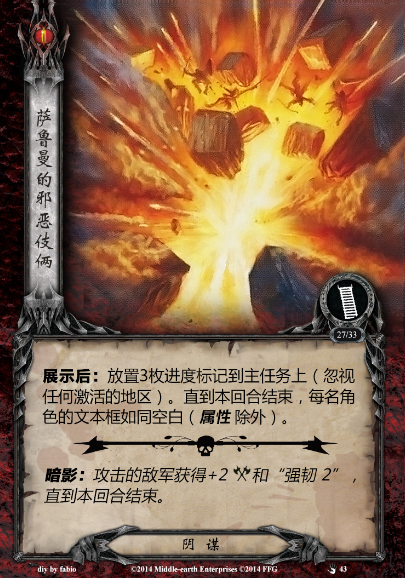 萨鲁曼的邪恶伎俩
27/33
展示后：放置3枚进度标记到主任务上（忽视
任何激活的地区）。直到本回合结束，每名角
色的文本框如同空白（属性 除外）。
暗影：攻击的敌军获得+2 和“强韧 2”，
直到本回合结束。
阴 谋
diy by fabio ©2014 Middle-earth Enterprises ©2014 FFG 43